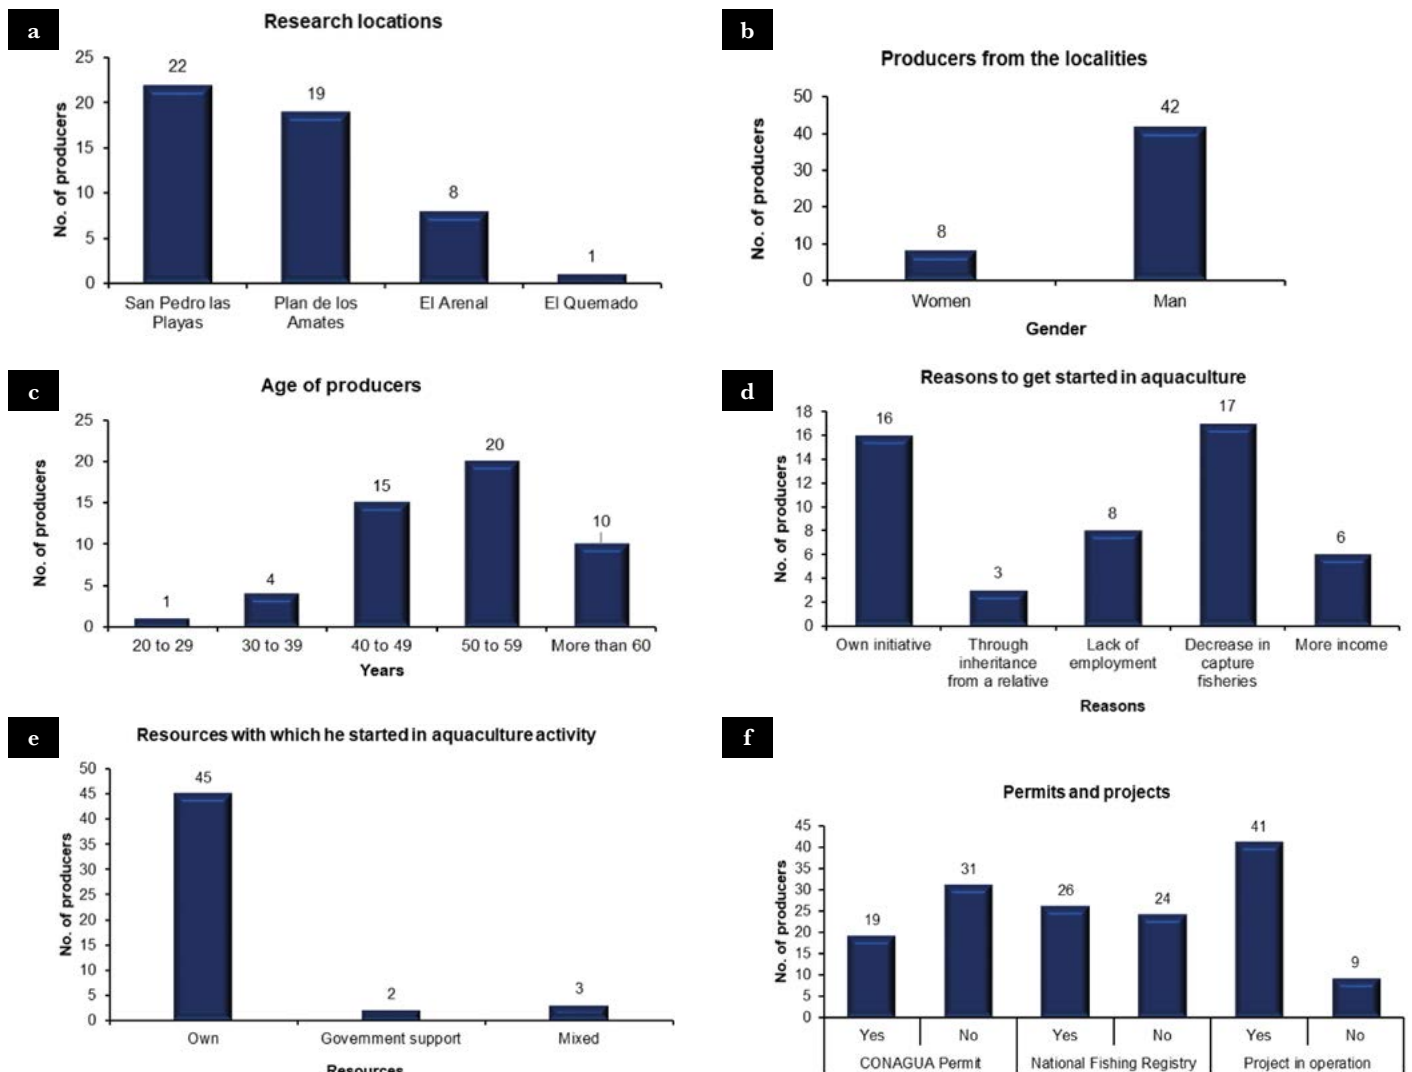 a
Research locations
No. of producers
25
20
15
10
5
0
22
19
8
1
San Pedro las
Playas
Plan de los
Amates
El Arenal
El Quemado
b
Producers from the localities
No. of producers
50
40
30
20
10
0
8
42
Women
Man
Gender
c
Age of producers
No. of producers
25
20
15
10
5
0
1
4
15
20
10
20 to 29
30 to 39
40 to 49
50 to 59
More than 60
Years
d
Reasons to get started in aquaculture
No. of producers
18
16
14
12
10
8
6
4
2
0
16
3
8
17
6
Own initiative
Through
inheritance
from a relative
Lack of
employment
Decrease in
capture
fisheries
More income
Reasons
e
Resources with which he started in aquaculture activity
No. of producers
50
45
40
35
30
25
20
15
10
5
0
45
2
3
Own
Government support
Mixed
Resources
f
Permits and projects
No. of producers
45
40
35
30
25
20
15
10
5
0
19
31
26
24
41
9
Yes
No
Yes
No
Yes
No
CONAGUA Permit
National Fishing Registry
Project in operation